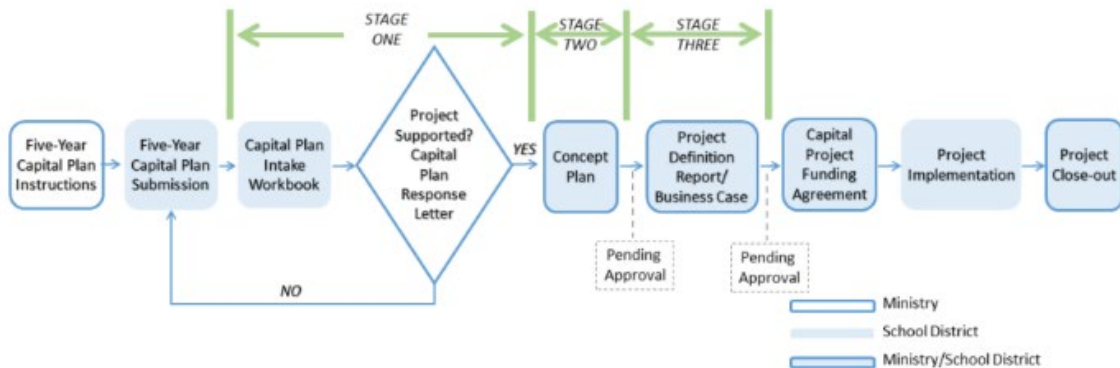 STAGE
ONE
STAGE
TWO
STAGE
THREE
Five-Year
Capital Plan
Instructions
Five-Year
Capital Plan
Submission
Capital Plan
Intake
Workbook
Project
Supported?
Capital
Plan
Response
Letter
YES
Concept
Plan
Project
Definition
Report/
Business Case
Capital
Project
Funding
Agreement
Project
Implementation
Project
Close-out
Pending
Approval
Pending
Approval
NO
Ministry
School District
Ministry/School District